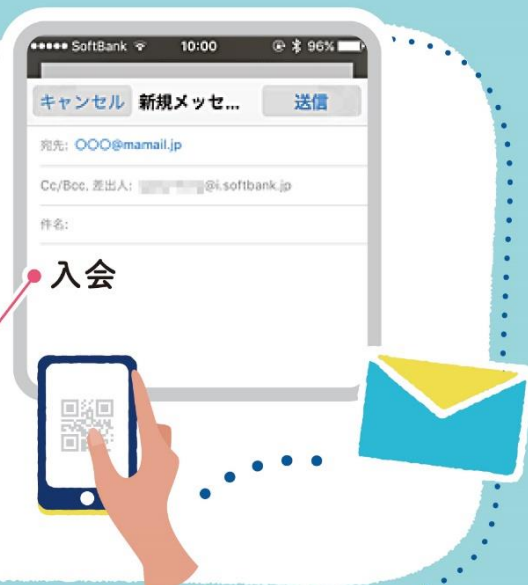 SoftBank 10:00 96%
キャンセル 新規メッセ... 送信
宛先: ○○○@mamail.jp
Cc/Bcc, 差出人: @i.softbank.jp
件名:
入会